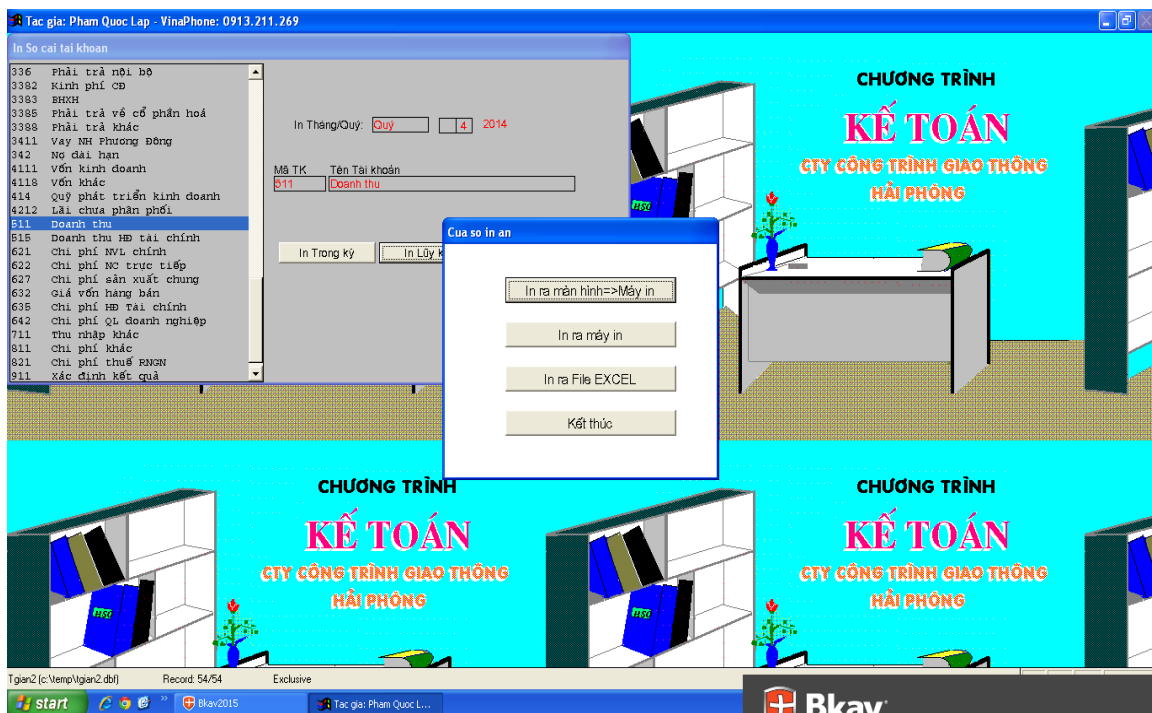 Tac gia: Pham Quoc Lap - VinaPhone: 0913.211.269
In So cai tai khoan
336 Phải trả nội bộ
3382 Kinh phí CĐ
3383 BHXH
3385 Phải trả về cổ phần hoá
3388 Phải trả khác
3411 Vay NH Phương Đông
342 Nợ dài hạn
4111 Vốn kinh doanh
4118 Vốn khác
414 Quỹ phát triển kinh doanh
4212 Lãi chưa phân phối
511 Doanh thu
515 Doanh thu HĐ tài chính
621 Chi phí NVL chính
622 Chi phí NC trực tiếp
627 Chi phí sản xuất chung
632 Giá vốn hàng bán
635 Chi phí HĐ Tài chính
642 Chi phí QL doanh nghiệp
711 Thu nhập khác
811 Chi phí khác
821 Chi phí thuế RNGN
911 Xác định kết quả
In Tháng/Quý: Quý 4 2014
Mã TK Tên Tài khoản
511 Doanh thu
In Trong kỳ In Lũy k
Cua so in an
In ra màn hình=>Máy in
In ra máy in
In ra File EXCEL
Kết thúc
CHƯƠNG TRÌNH
KẾ TOÁN
CTY CÔNG TRÌNH GIAO THÔNG
HẢI PHÒNG
HSC
CHƯƠNG TRÌNH
KẾ TOÁN
CTY CÔNG TRÌNH GIAO THÔNG
HẢI PHÒNG
HSC
CHƯƠNG TRÌNH
KẾ TOÁN
CTY CÔNG TRÌNH GIAO THÔNG
HẢI PHÒNG
HSC
Tgian2 (c:\temp\tgian2.dbf) Record: 54/54 Exclusive
start Bkav2015 Tac gia: Pham Quoc L...
Bkav